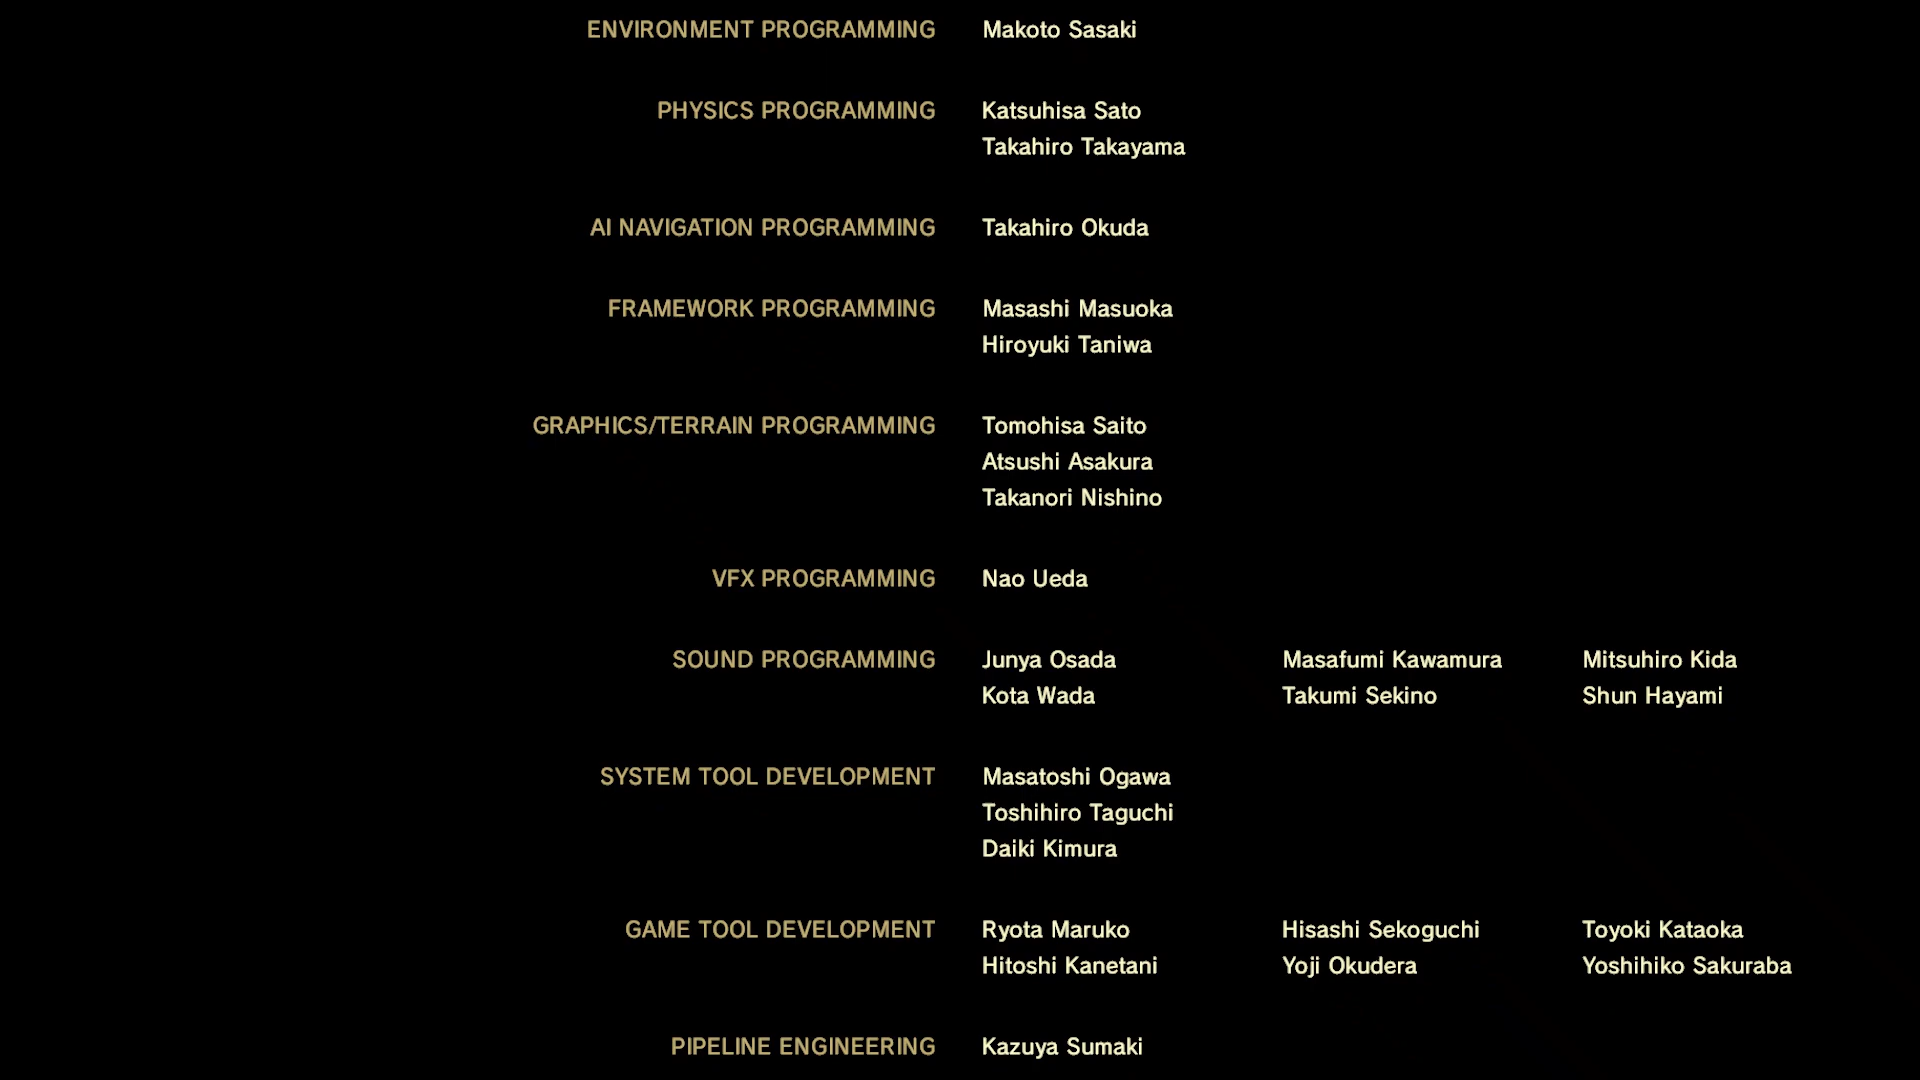 ENVIRONMENT PROGRAMMING Makoto Sasaki
PHYSICS PROGRAMMING Katsuhisa Sato
Takahiro Takayama
AI NAVIGATION PROGRAMMING Takahiro Okuda
FRAMEWORK PROGRAMMING Masashi Masuoka
Hiroyuki Taniwa
GRAPHICS/TERRAIN PROGRAMMING Tomohisa Saito
Atsushi Asakura
Takanori Nishino
VFX PROGRAMMING Nao Ueda
SOUND PROGRAMMING Junya Osada Masafumi Kawamura Mitsuhiro Kida
Kota Wada Takumi Sekino Shun Hayami
SYSTEM TOOL DEVELOPMENT Masatoshi Ogawa
Toshihiro Taguchi
Daiki Kimura
GAME TOOL DEVELOPMENT Ryota Maruko Hisashi Sekoguchi Toyoki Kataoka
Hitoshi Kanetani Yoji Okudera Yoshihiko Sakuraba
PIPELINE ENGINEERING Kazuya Sumaki